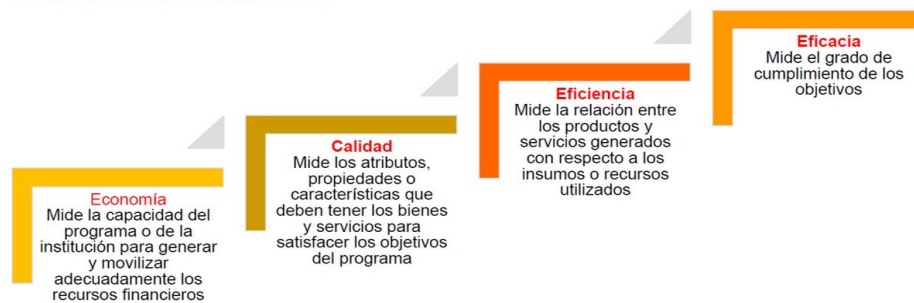 Economía
Mide la capacidad del
programa o de la
institución para generar
y movilizar
adecuadamente los
recursos financieros
Calidad
Mide los atributos,
propiedades o
características que
deben tener los bienes
y servicios para
satisfacer los objetivos
del programa
Eficiencia
Mide la relación entre
los productos y
servicios generados
con respecto a los
insumos o recursos
utilizados
Eficacia
Mide el grado de
cumplimiento de los
objetivos